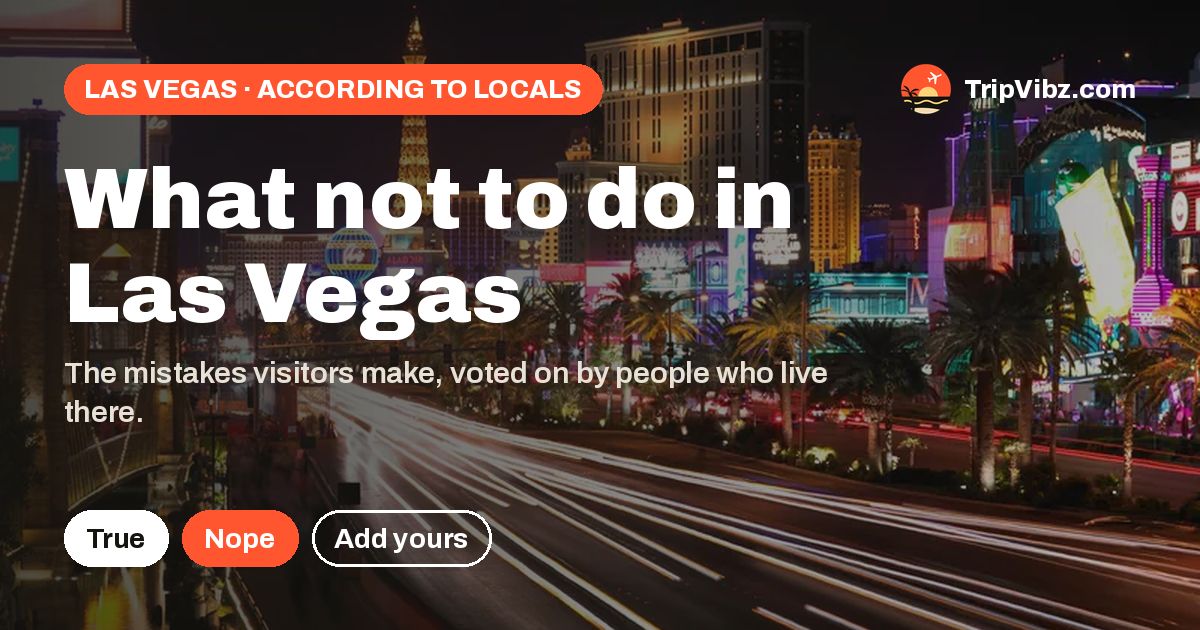 LAS VEGAS · ACCORDING TO LOCALS
TripVibz.com
What not to do in
Las Vegas
The mistakes visitors make, voted on by people who live
there.
True
Nope
Add yours